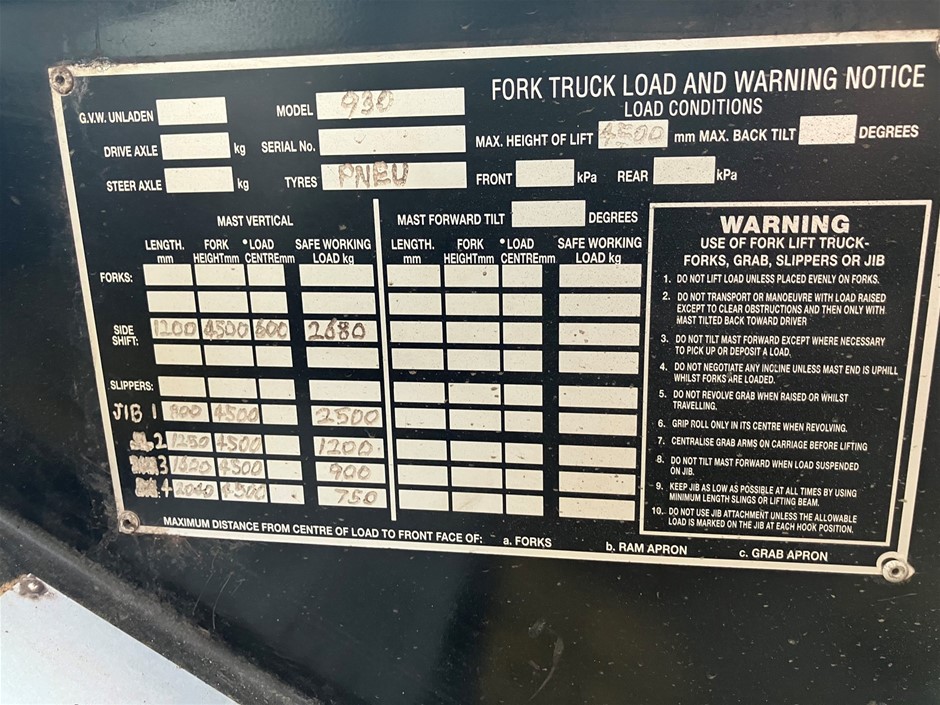 FORK TRUCK LOAD AND WARNING NOTICE
LOAD CONDITIONS
G.V.W. UNLADEN
MODEL 930
DRIVE AXLE kg
SERIAL No.
MAX. HEIGHT OF LIFT 4500 mm MAX. BACK TILT DEGREES
STEER AXLE kg
TYRES PNEU
FRONT kPa REAR kPa
MAST VERTICAL
MAST FORWARD TILT DEGREES
LENGTH. mm FORK HEIGHTmm •LOAD CENTREmm SAFE WORKING LOAD kg
LENGTH. mm FORK HEIGHTmm •LOAD CENTREmm SAFE WORKING LOAD kg
FORKS:
SIDE SHIFT: 1200 4500 600 2680
SLIPPERS:
JIB 1 900 4500 2500
2 1250 4500 1200
3 1600 4500 900
4 2000 4500 750
WARNING
USE OF FORK LIFT TRUCK-
FORKS, GRAB, SLIPPERS OR JIB
1. DO NOT LIFT LOAD UNLESS PLACED EVENLY ON FORKS.
2. DO NOT TRANSPORT OR MANOEUVRE WITH LOAD RAISED
EXCEPT TO CLEAR OBSTRUCTIONS AND THEN ONLY WITH
MAST TILTED BACK TOWARD DRIVER
3. DO NOT TILT MAST FORWARD EXCEPT WHERE NECESSARY
TO PICK UP OR DEPOSIT A LOAD.
4. DO NOT NEGOTIATE ANY INCLINE UNLESS MAST END IS UPHILL
WHILST FORKS ARE LOADED.
5. DO NOT REVOLVE GRAB WHEN RAISED OR WHILST
TRAVELLING.
6. GRIP ROLL ONLY IN ITS CENTRE WHEN REVOLVING.
7. CENTRALISE GRAB ARMS ON CARRIAGE BEFORE LIFTING
8. DO NOT TILT MAST FORWARD WHEN LOAD SUSPENDED
ON JIB.
9. KEEP JIB AS LOW AS POSSIBLE AT ALL TIMES BY USING
MINIMUM LENGTH SLINGS OR LIFTING BEAM.
10. DO NOT USE JIB ATTACHMENT UNLESS THE ALLOWABLE
LOAD IS MARKED ON THE JIB AT EACH HOOK POSITION.
MAXIMUM DISTANCE FROM CENTRE OF LOAD TO FRONT FACE OF: a. FORKS b. RAM APRON c. GRAB APRON